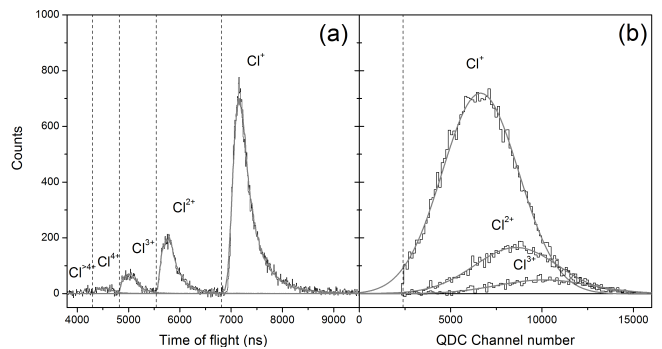 1000
800
600
400
200
0
Counts
(a)
Cl⁺
Cl²⁺
Cl³⁺
Cl⁴⁺
Cl^>4+
4000 5000 6000 7000 8000 9000
Time of flight (ns)
(b)
Cl⁺
Cl²⁺
Cl³⁺
0 5000 10000 15000
QDC Channel number